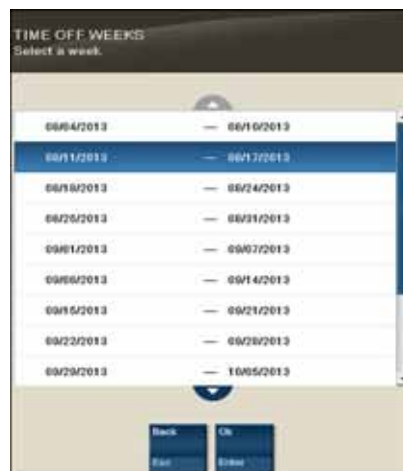 TIME OFF WEEKS
Select a week.
08/04/2013 — 08/10/2013
08/11/2013 — 08/17/2013
08/18/2013 — 08/24/2013
08/25/2013 — 08/31/2013
09/01/2013 — 09/07/2013
09/08/2013 — 09/14/2013
09/15/2013 — 09/21/2013
09/22/2013 — 09/28/2013
09/29/2013 — 10/05/2013
Back Ok
Esc Enter